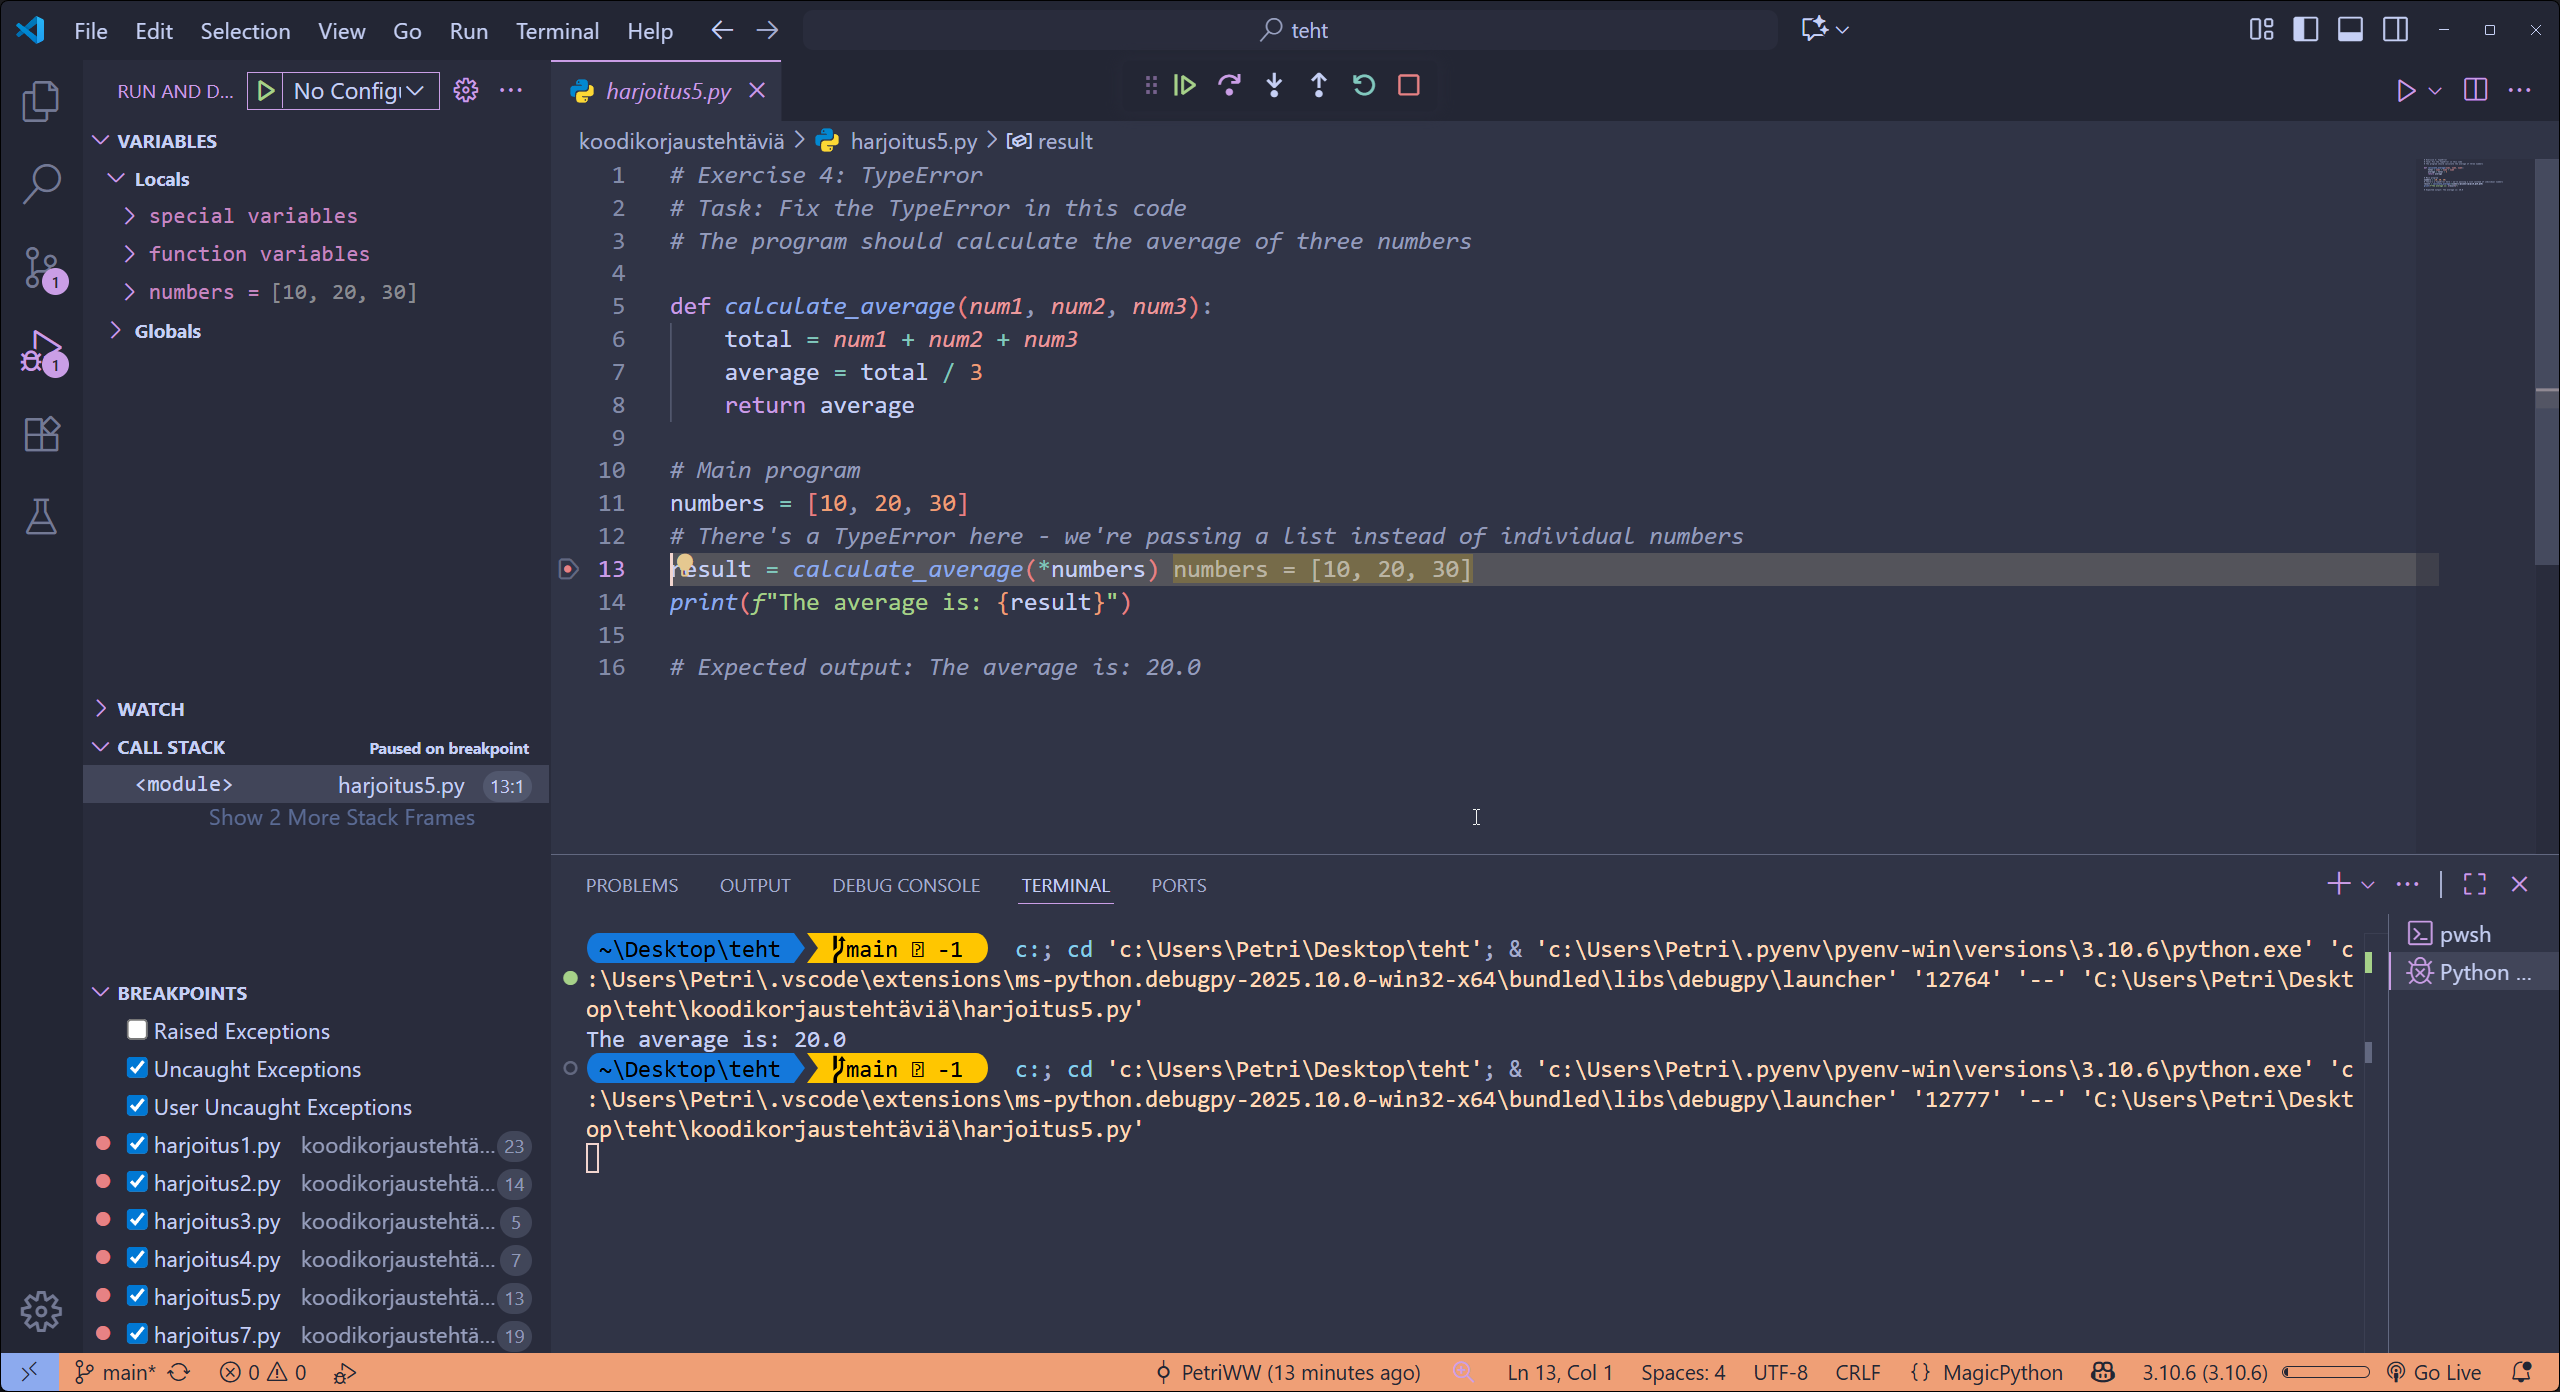 File Edit Selection View Go Run Terminal Help
teht
RUN AND D...
No Config
harjoitus5.py
koodikorjaustehtäviä > harjoitus5.py > result
VARIABLES
Locals
special variables
function variables
numbers = [10, 20, 30]
Globals
1
1
WATCH
CALL STACK Paused on breakpoint
<module> harjoitus5.py 13:1
Show 2 More Stack Frames
BREAKPOINTS
Raised Exceptions
Uncaught Exceptions
User Uncaught Exceptions
harjoitus1.py koodikorjaustehtä... 23
harjoitus2.py koodikorjaustehtä... 14
harjoitus3.py koodikorjaustehtä... 5
harjoitus4.py koodikorjaustehtä... 7
harjoitus5.py koodikorjaustehtä... 13
harjoitus7.py koodikorjaustehtä... 19
1 # Exercise 4: TypeError
2 # Task: Fix the TypeError in this code
3 # The program should calculate the average of three numbers
4
5 def calculate_average(num1, num2, num3):
6 total = num1 + num2 + num3
7 average = total / 3
8 return average
9
10 # Main program
11 numbers = [10, 20, 30]
12 # There's a TypeError here - we're passing a list instead of individual numbers
13 result = calculate_average(*numbers) numbers = [10, 20, 30]
14 print(f"The average is: {result}")
15
16 # Expected output: The average is: 20.0
PROBLEMS OUTPUT DEBUG CONSOLE TERMINAL PORTS
~\Desktop\teht main -1 c:; cd 'c:\Users\Petri\Desktop\teht'; & 'c:\Users\Petri\.pyenv\pyenv-win\versions\3.10.6\python.exe' 'c
:\Users\Petri\.vscode\extensions\ms-python.debugpy-2025.10.0-win32-x64\bundled\libs\debugpy\launcher' '12764' '--' 'C:\Users\Petri\Deskt
op\teht\koodikorjaustehtäviä\harjoitus5.py'
The average is: 20.0
~\Desktop\teht main -1 c:; cd 'c:\Users\Petri\Desktop\teht'; & 'c:\Users\Petri\.pyenv\pyenv-win\versions\3.10.6\python.exe' 'c
:\Users\Petri\.vscode\extensions\ms-python.debugpy-2025.10.0-win32-x64\bundled\libs\debugpy\launcher' '12777' '--' 'C:\Users\Petri\Deskt
op\teht\koodikorjaustehtäviä\harjoitus5.py'
pwsh
Python ...
main* 0 0 PetriWW (13 minutes ago) Ln 13, Col 1 Spaces: 4 UTF-8 CRLF {} MagicPython 3.10.6 (3.10.6) Go Live